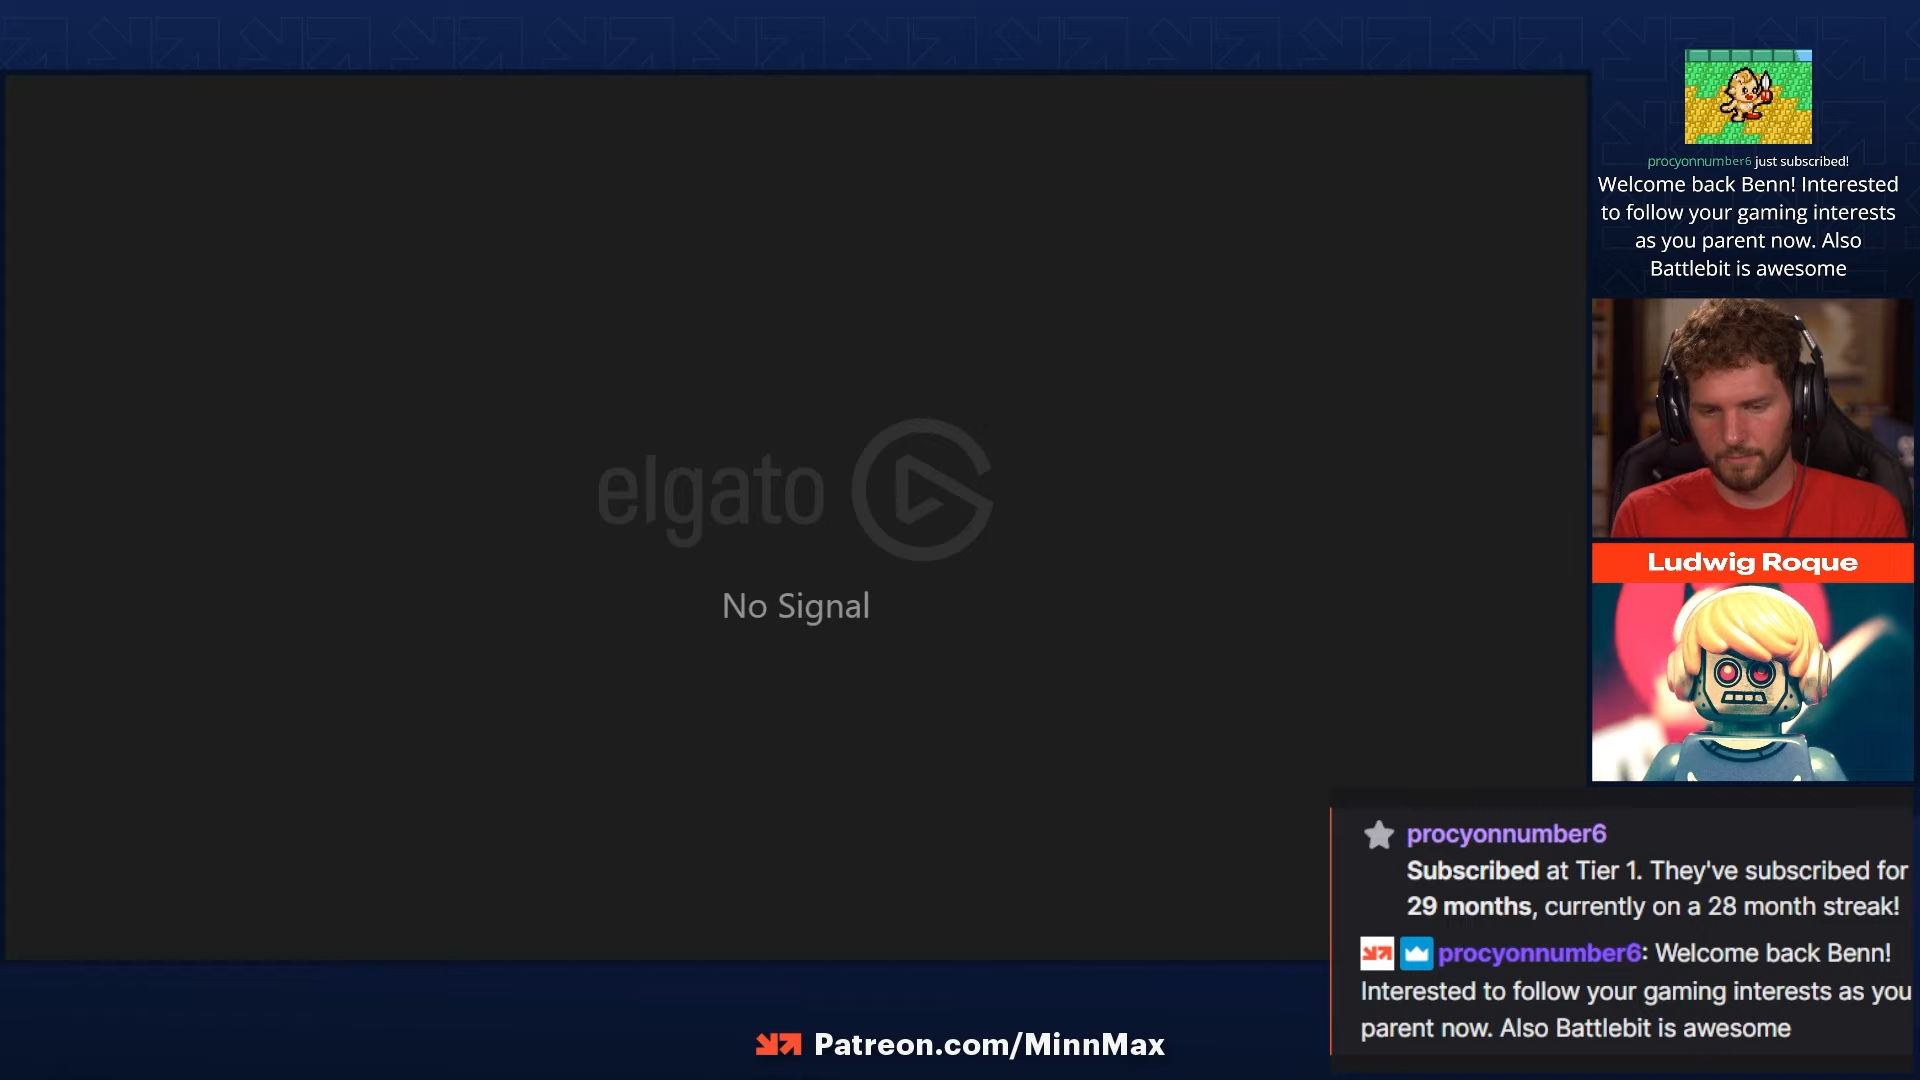 procyonnumber6 just subscribed!
Welcome back Benn! Interested
to follow your gaming interests
as you parent now. Also
Battlebit is awesome
elgato
No Signal
Ludwig Roque
procyonnumber6
Subscribed at Tier 1. They've subscribed for
29 months, currently on a 28 month streak!
procyonnumber6: Welcome back Benn!
Interested to follow your gaming interests as you
parent now. Also Battlebit is awesome
Patreon.com/MinnMax